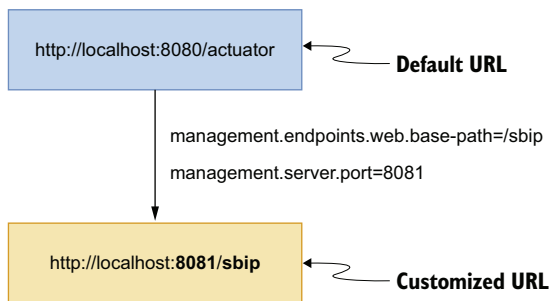 http://localhost:8080/actuator
Default URL
management.endpoints.web.base-path=/sbip
management.server.port=8081
http://localhost:8081/sbip
Customized URL